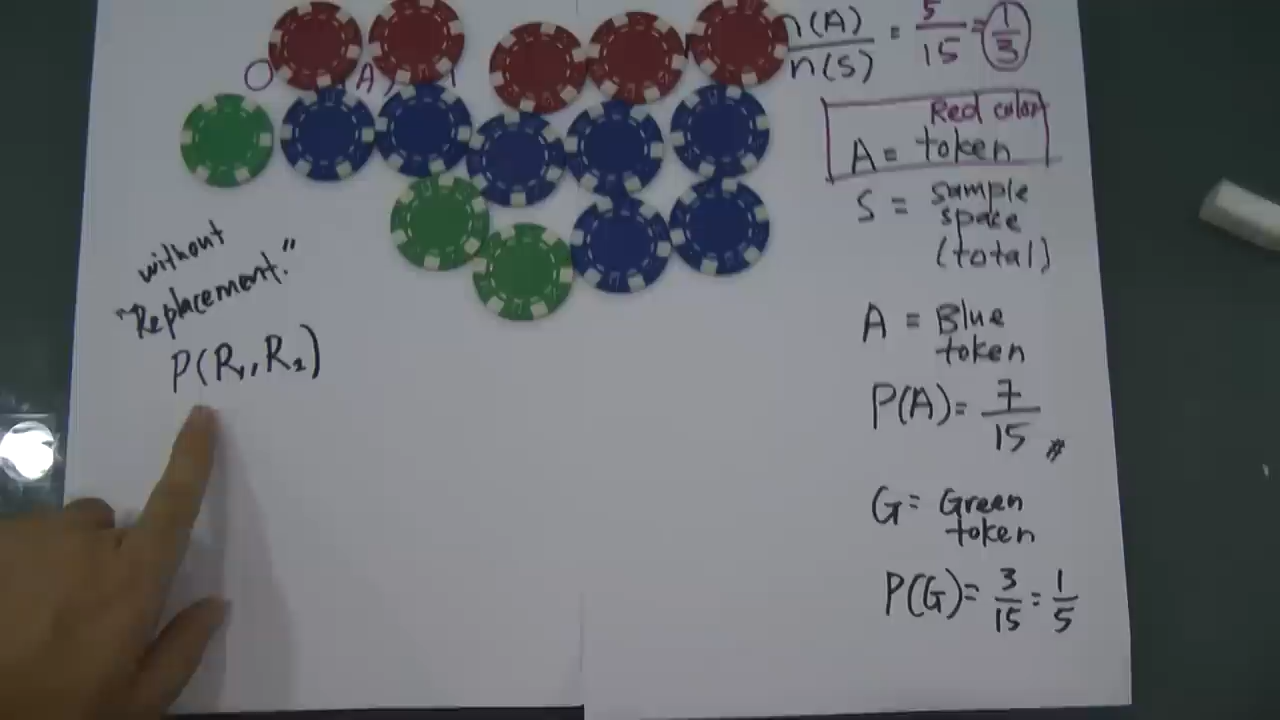 n(A)
n(S)
= 5/15 = 1/3
O
A)
Red color
A = token
S = sample
space
(total)
without
"Replacement."
P(R₁, R₂)
A = Blue
token
P(A) = 7/15 #
G = Green
token
P(G) = 3/15 = 1/5